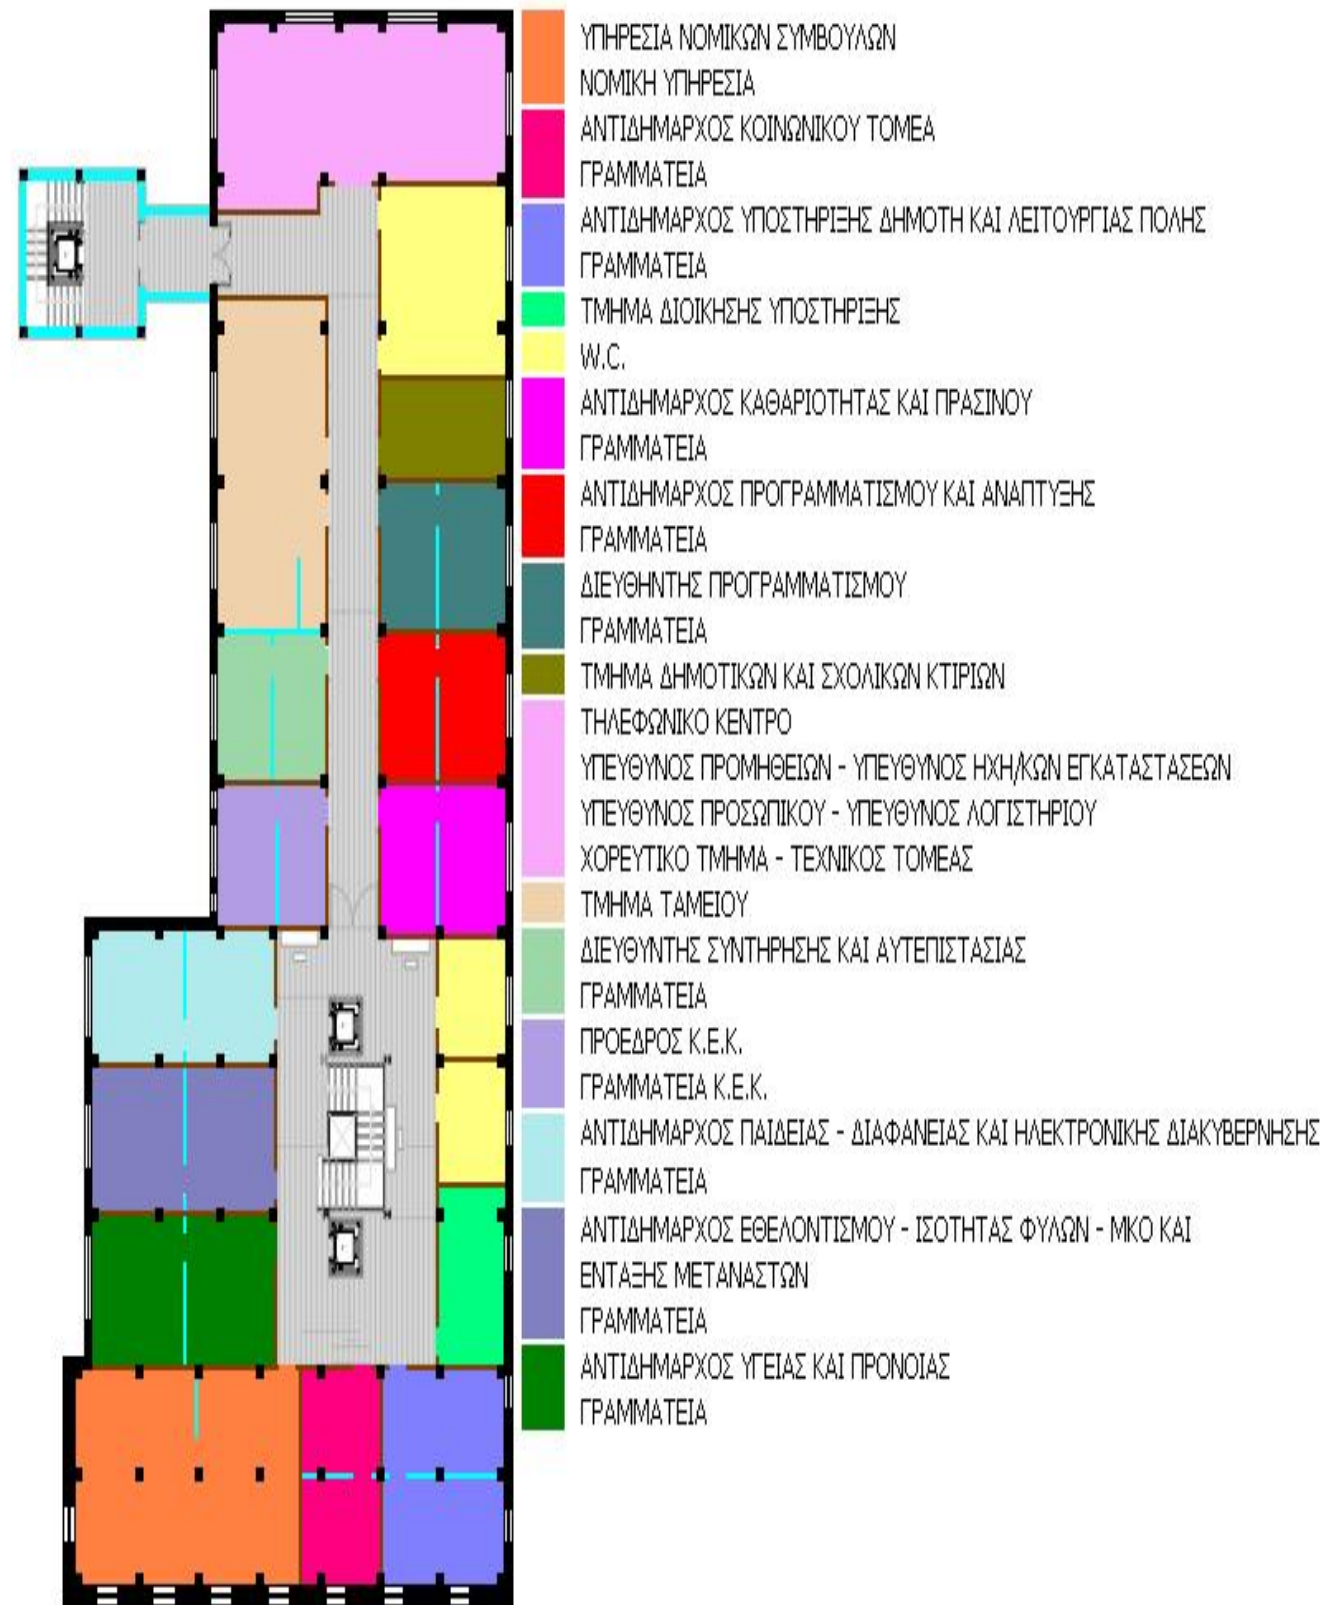 ΥΠΗΡΕΣΙΑ ΝΟΜΙΚΩΝ ΣΥΜΒΟΥΛΩΝ
ΝΟΜΙΚΗ ΥΠΗΡΕΣΙΑ
ΑΝΤΙΔΗΜΑΡΧΟΣ ΚΟΙΝΩΝΙΚΟΥ ΤΟΜΕΑ
ΓΡΑΜΜΑΤΕΙΑ
ΑΝΤΙΔΗΜΑΡΧΟΣ ΥΠΟΣΤΗΡΙΞΗΣ ΔΗΜΟΤΗ ΚΑΙ ΛΕΙΤΟΥΡΓΙΑΣ ΠΟΛΗΣ
ΓΡΑΜΜΑΤΕΙΑ
ΤΜΗΜΑ ΔΙΟΙΚΗΣΗΣ ΥΠΟΣΤΗΡΙΞΗΣ
W.C.
ΑΝΤΙΔΗΜΑΡΧΟΣ ΚΑΘΑΡΙΟΤΗΤΑΣ ΚΑΙ ΠΡΑΣΙΝΟΥ
ΓΡΑΜΜΑΤΕΙΑ
ΑΝΤΙΔΗΜΑΡΧΟΣ ΠΡΟΓΡΑΜΜΑΤΙΣΜΟΥ ΚΑΙ ΑΝΑΠΤΥΞΗΣ
ΓΡΑΜΜΑΤΕΙΑ
ΔΙΕΥΘΗΝΤΗΣ ΠΡΟΓΡΑΜΜΑΤΙΣΜΟΥ
ΓΡΑΜΜΑΤΕΙΑ
ΤΜΗΜΑ ΔΗΜΟΤΙΚΩΝ ΚΑΙ ΣΧΟΛΙΚΩΝ ΚΤΙΡΙΩΝ
ΤΗΛΕΦΩΝΙΚΟ ΚΕΝΤΡΟ
ΥΠΕΥΘΥΝΟΣ ΠΡΟΜΗΘΕΙΩΝ - ΥΠΕΥΘΥΝΟΣ ΗΧΗ/ΚΩΝ ΕΓΚΑΤΑΣΤΑΣΕΩΝ
ΥΠΕΥΘΥΝΟΣ ΠΡΟΣΩΠΙΚΟΥ - ΥΠΕΥΘΥΝΟΣ ΛΟΓΙΣΤΗΡΙΟΥ
ΧΟΡΕΥΤΙΚΟ ΤΜΗΜΑ - ΤΕΧΝΙΚΟΣ ΤΟΜΕΑΣ
ΤΜΗΜΑ ΤΑΜΕΙΟΥ
ΔΙΕΥΘΥΝΤΗΣ ΣΥΝΤΗΡΗΣΗΣ ΚΑΙ ΑΥΤΕΠΙΣΤΑΣΙΑΣ
ΓΡΑΜΜΑΤΕΙΑ
ΠΡΟΕΔΡΟΣ Κ.Ε.Κ.
ΓΡΑΜΜΑΤΕΙΑ Κ.Ε.Κ.
ΑΝΤΙΔΗΜΑΡΧΟΣ ΠΑΙΔΕΙΑΣ - ΔΙΑΦΑΝΕΙΑΣ ΚΑΙ ΗΛΕΚΤΡΟΝΙΚΗΣ ΔΙΑΚΥΒΕΡΝΗΣΗΣ
ΓΡΑΜΜΑΤΕΙΑ
ΑΝΤΙΔΗΜΑΡΧΟΣ ΕΘΕΛΟΝΤΙΣΜΟΥ - ΙΣΟΤΗΤΑΣ ΦΥΛΩΝ - ΜΚΟ ΚΑΙ
ΕΝΤΑΞΗΣ ΜΕΤΑΝΑΣΤΩΝ
ΓΡΑΜΜΑΤΕΙΑ
ΑΝΤΙΔΗΜΑΡΧΟΣ ΥΓΕΙΑΣ ΚΑΙ ΠΡΟΝΟΙΑΣ
ΓΡΑΜΜΑΤΕΙΑ